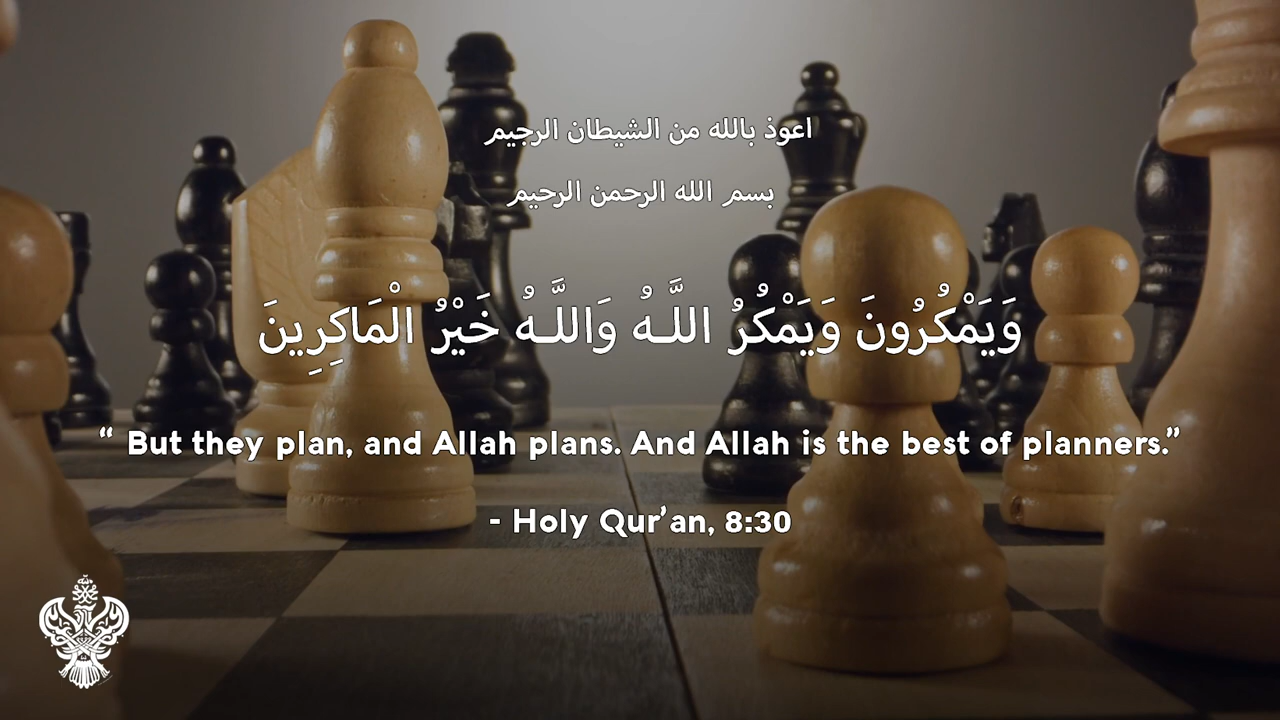 اعوذ بالله من الشيطان الرجيم
بسم الله الرحمن الرحيم
وَيَمْكُرُونَ وَيَمْكُرُ اللَّـهُ وَاللَّـهُ خَيْرُ الْمَاكِرِينَ
“ But they plan, and Allah plans. And Allah is the best of planners.”
- Holy Qur’an, 8:30